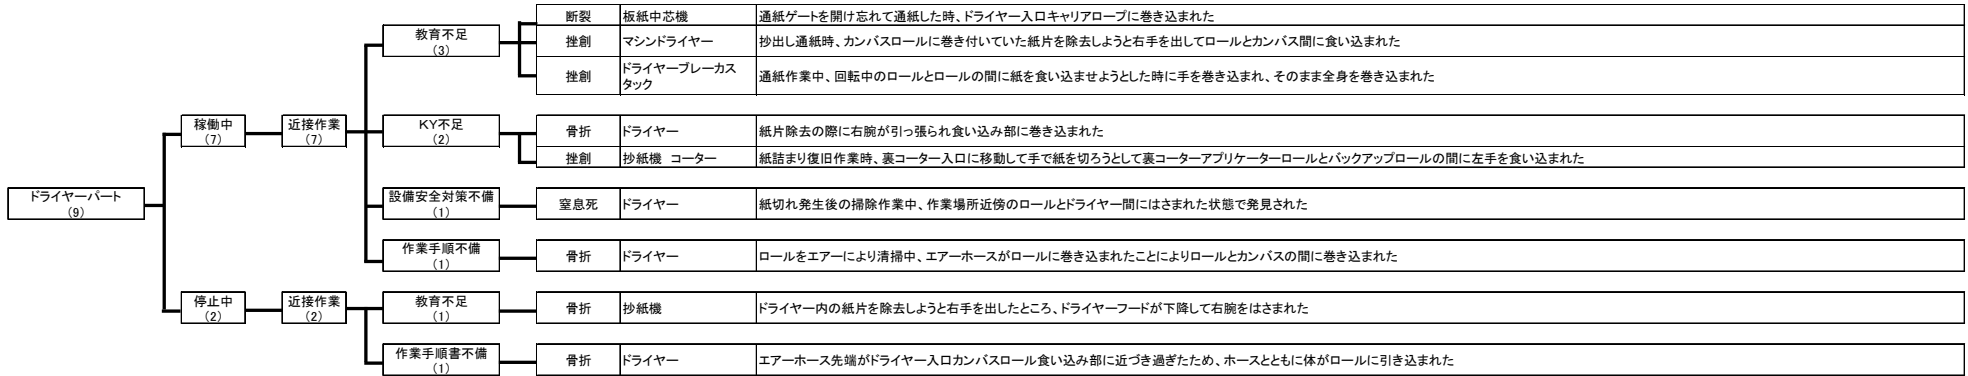 断裂 板紙中芯機 通紙ゲートを開け忘れて通紙した時、ドライヤー入口キャリアロープに巻き込まれた
教育不足
(3)
挫創 マシンドライヤー 抄出し通紙時、カンバスロールに巻き付いていた紙片を除去しようと右手を出してロールとカンバス間に食い込まれた
挫創 ドライヤーブレーカス
タック 通紙作業中、回転中のロールとロールの間に紙を食い込ませようとした時に手を巻き込まれ、そのまま全身を巻き込まれた
稼働中
(7)
近接作業
(7)
KY不足
(2)
骨折 ドライヤー 紙片除去の際に右腕が引っ張られ食い込み部に巻き込まれた
挫創 抄紙機 コーター 紙詰まり復旧作業時、裏コーター入口に移動して手で紙を切ろうとして裏コーターアプリケーターロールとバックアップロールの間に左手を食い込まれた
ドライヤーパート
(9)
設備安全対策不備
(1)
窒息死 ドライヤー 紙切れ発生後の掃除作業中、作業場所近傍のロールとドライヤー間にはさまれた状態で発見された
作業手順不備
(1)
骨折 ドライヤー ロールをエアーにより清掃中、エアーホースがロールに巻き込まれたことによりロールとカンバスの間に巻き込まれた
停止中
(2)
近接作業
(2)
教育不足
(1)
骨折 抄紙機 ドライヤー内の紙片を除去しようと右手を出したところ、ドライヤーフードが下降して右腕をはさまれた
作業手順書不備
(1)
骨折 ドライヤー エアーホース先端がドライヤー入口カンバスロール食い込み部に近づき過ぎたため、ホースとともに体がロールに引き込まれた